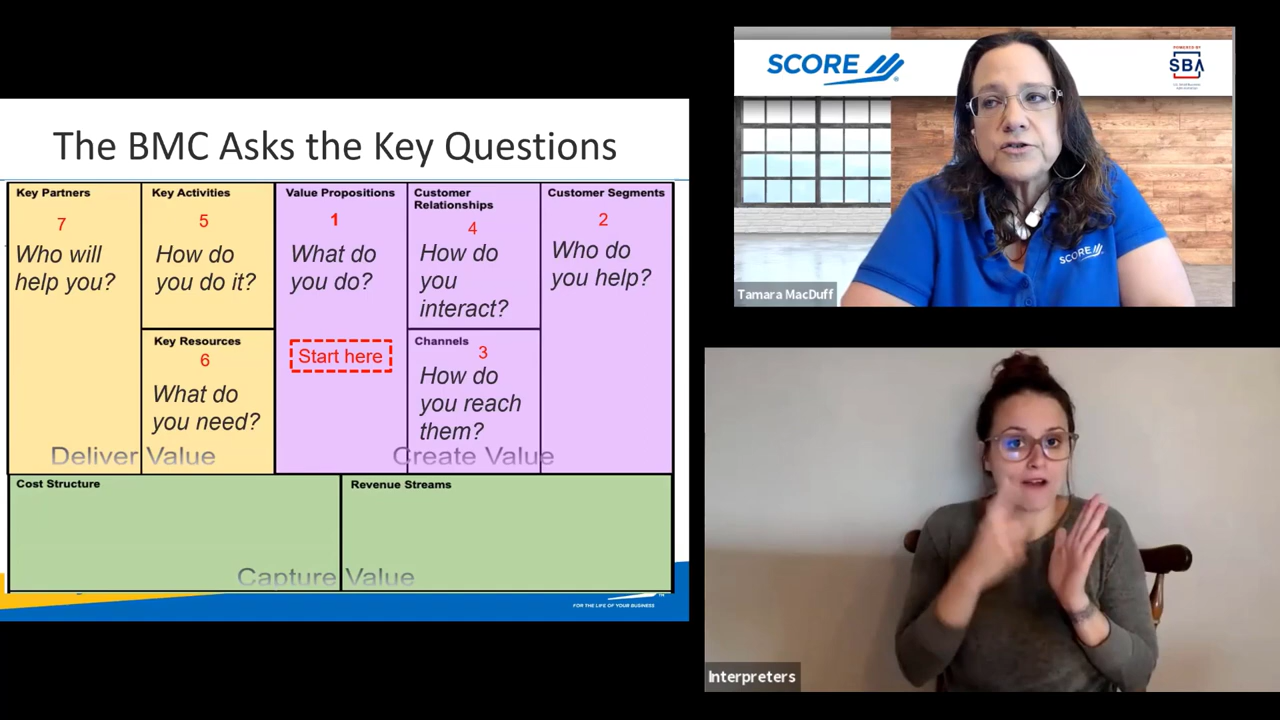 The BMC Asks the Key Questions
Key Partners
7
Who will
help you?
Key Activities
5
How do
you do it?
Key Resources
6
What do
you need?
Value Propositions
1
What do
you do?
Start here
Customer
Relationships
4
How do
you
interact?
Channels
3
How do
you reach
them?
Customer Segments
2
Who do
you help?
Deliver Value
Create Value
Cost Structure
Revenue Streams
Capture Value
FOR THE LIFE OF YOUR BUSINESS
SCORE
POWERED BY
SBA
SCORE
Tamara MacDuff
Interpreters